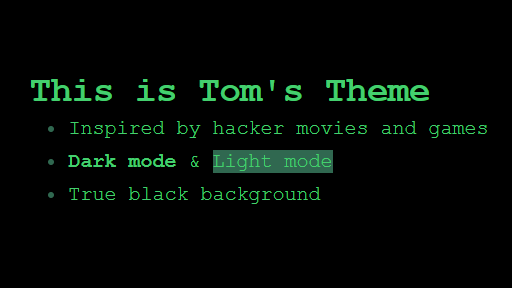 This is Tom's Theme
• Inspired by hacker movies and games
• Dark mode & Light mode
• True black background